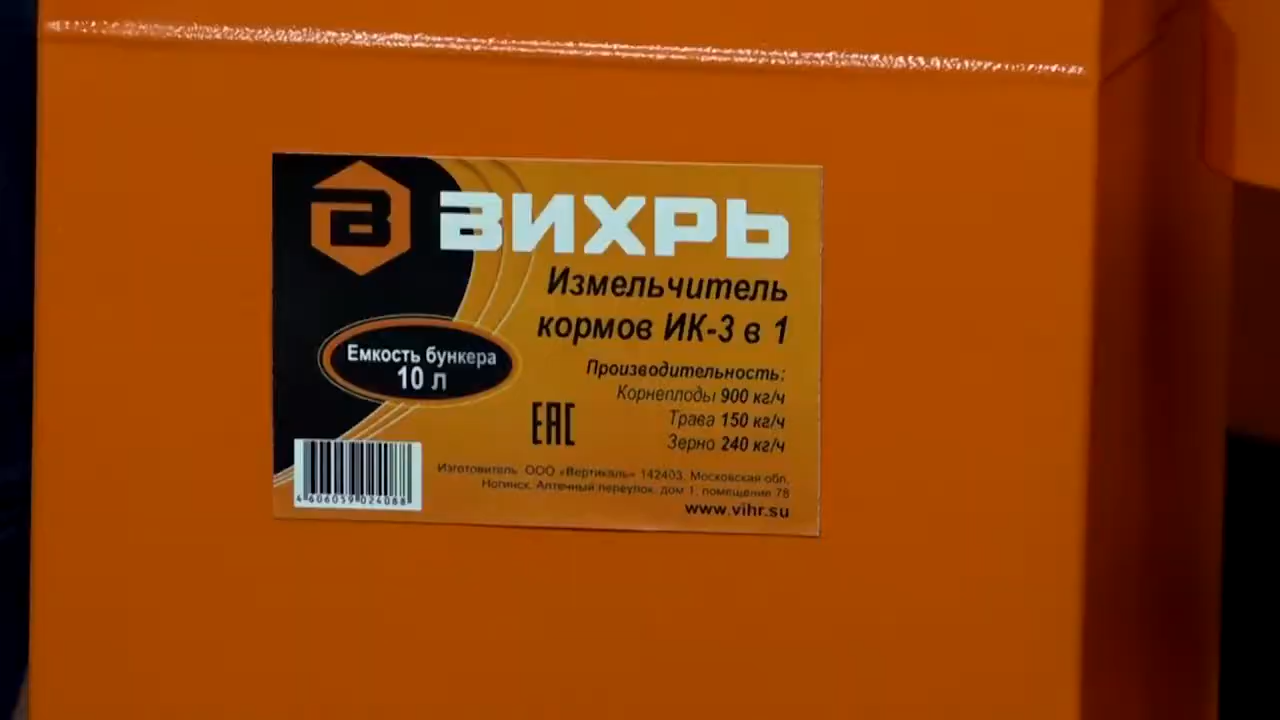 В ВИХРЬ
Измельчитель
кормов ИК-3 в 1
Емкость бункера
10 л
Производительность:
Корнеплоды 900 кг/ч
Трава 150 кг/ч
Зерно 240 кг/ч
EAC
Изготовитель ООО «Вертикаль» 142403, Московская обл,
Ногинск, Аптечный переулок, дом 1, помещение 78
www.vihr.su
4606059024088